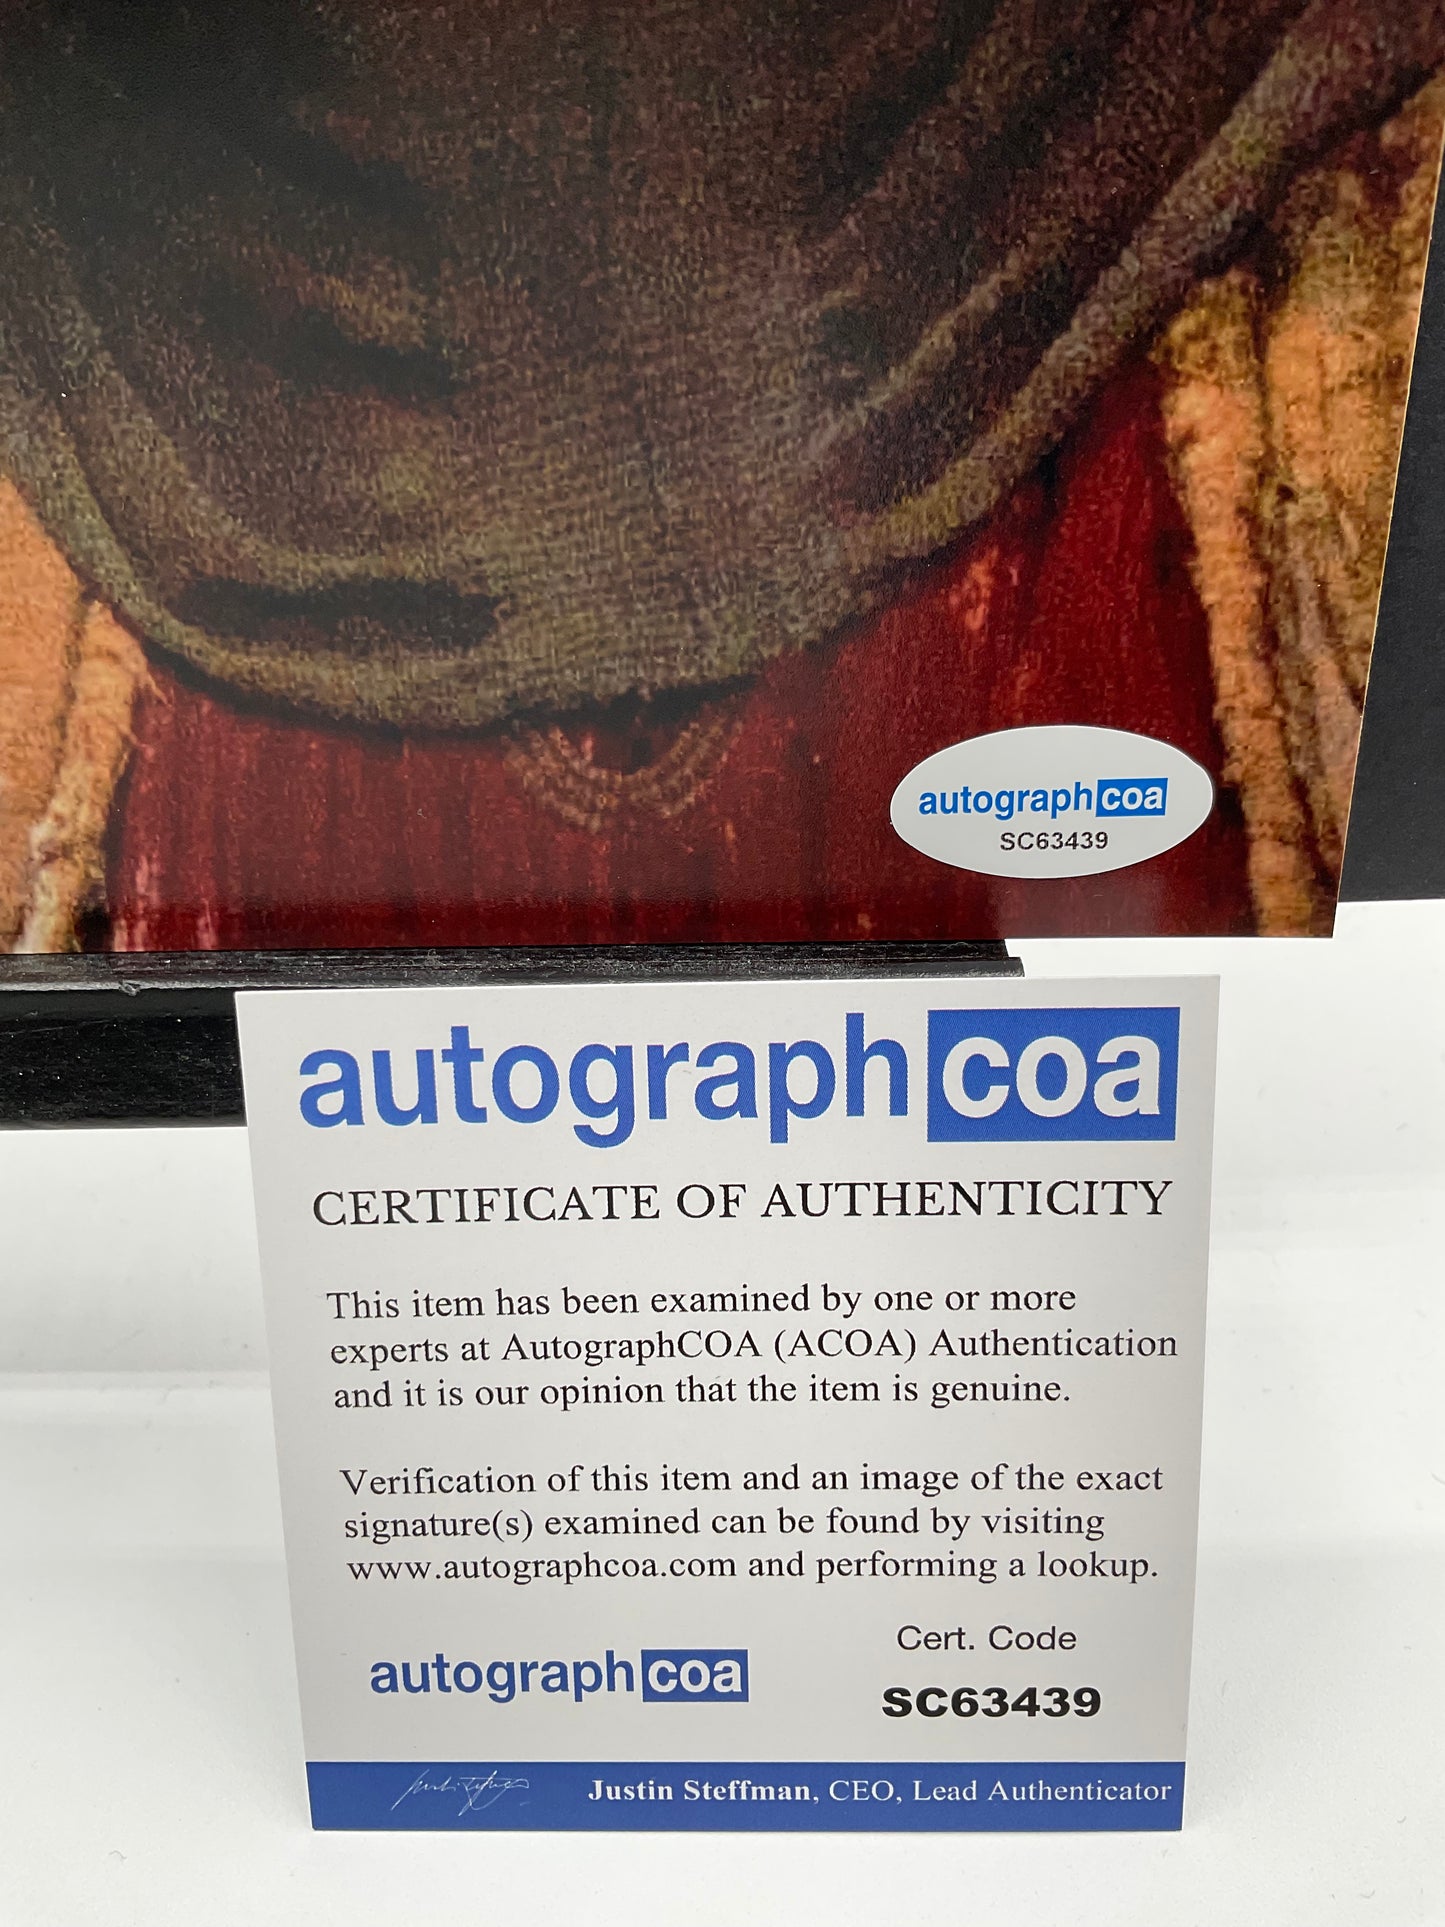 autographcoa
SC63439
autographcoa
CERTIFICATE OF AUTHENTICITY
This item has been examined by one or more
experts at AutographCOA (ACOA) Authentication
and it is our opinion that the item is genuine.
Verification of this item and an image of the exact
signature(s) examined can be found by visiting
www.autographcoa.com and performing a lookup.
Cert. Code
autographcoa
SC63439
Justin Steffman, CEO, Lead Authenticator